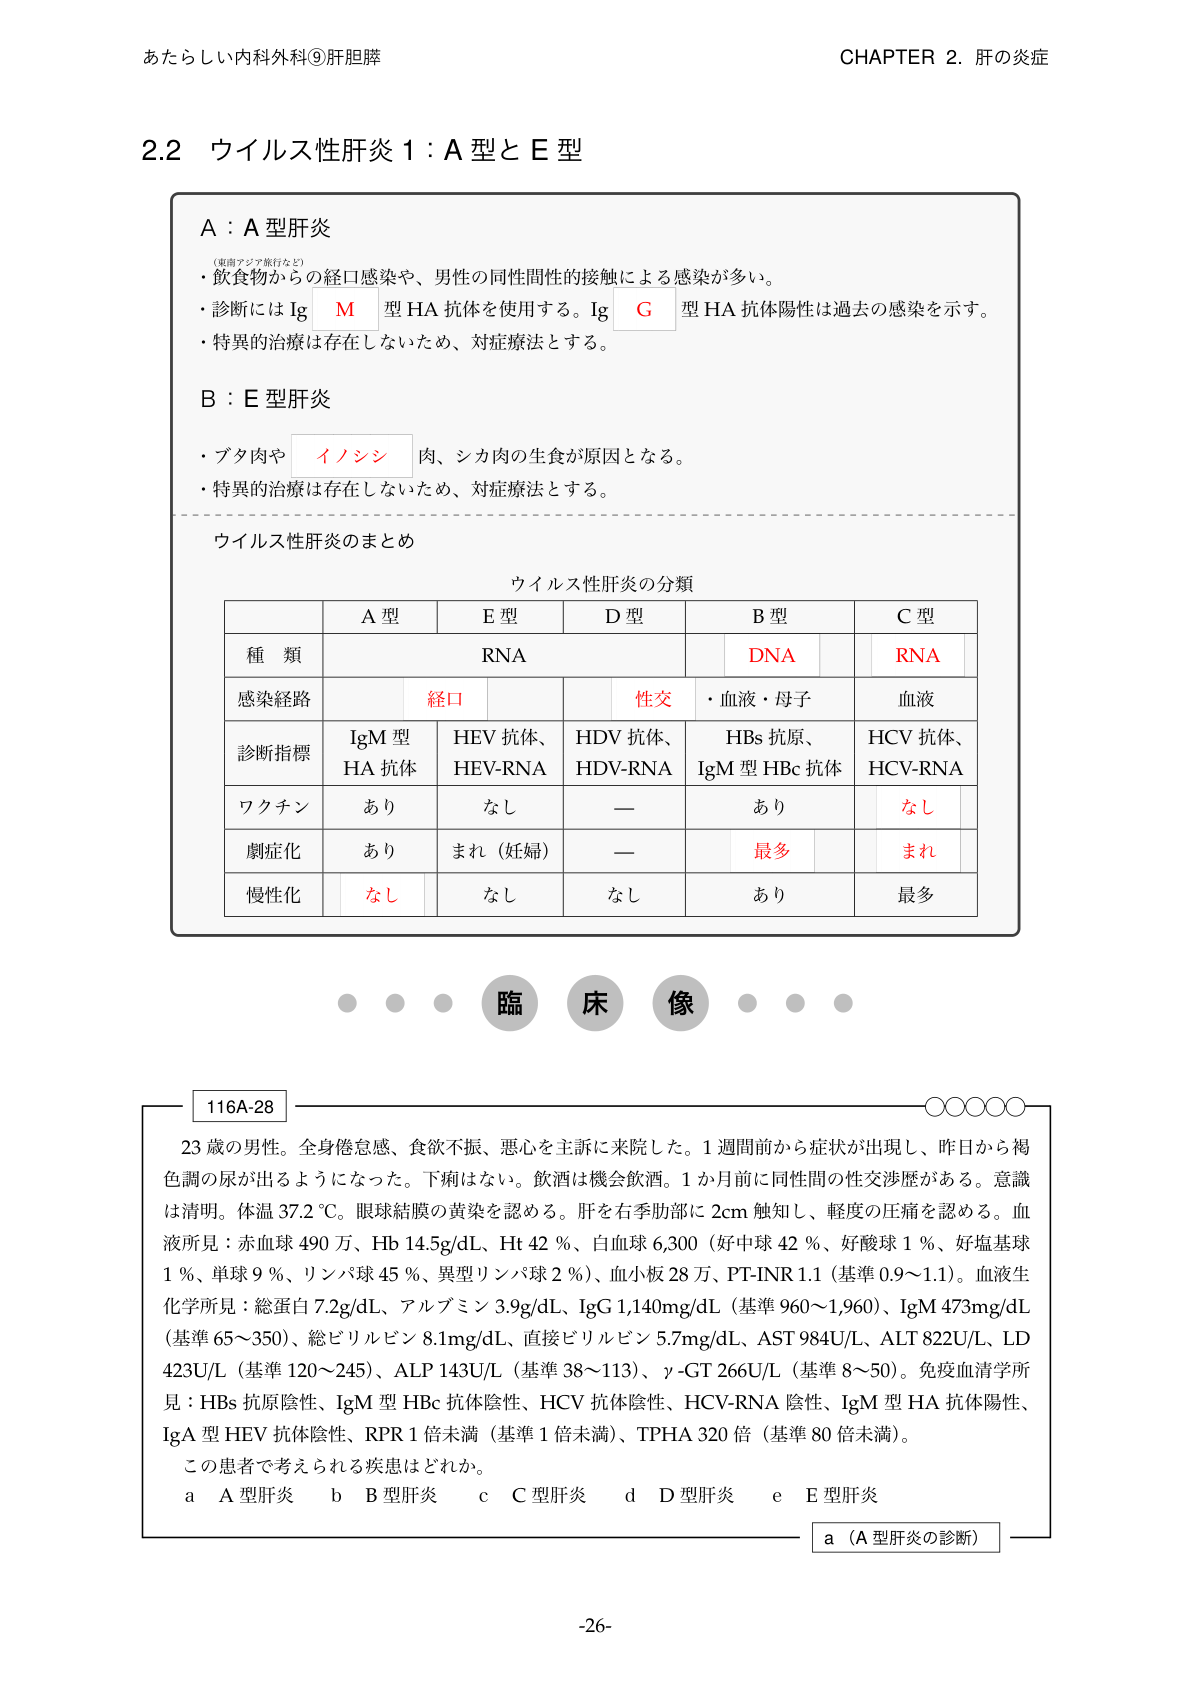 あたらしい内科外科⑨肝胆膵
CHAPTER 2. 肝の炎症
2.2 ウイルス性肝炎 1：A 型と E 型
A：A 型肝炎
（東南アジア旅行など）
・飲食物からの経口感染や、男性の同性間性的接触による感染が多い。
・診断には Ig M 型 HA 抗体を使用する。Ig G 型 HA 抗体陽性は過去の感染を示す。
・特異的治療は存在しないため、対症療法とする。
B：E 型肝炎
・ブタ肉や イノシシ 肉、シカ肉の生食が原因となる。
・特異的治療は存在しないため、対症療法とする。
ウイルス性肝炎のまとめ
ウイルス性肝炎の分類
A 型 E 型 D 型 B 型 C 型
種 類 RNA DNA RNA
感染経路 経口 性交 ・血液・母子 血液
診断指標 IgM 型 HEV 抗体、 HDV 抗体、 HBs 抗原、 HCV 抗体、
HA 抗体 HEV-RNA HDV-RNA IgM 型 HBc 抗体 HCV-RNA
ワクチン あり なし — あり なし
劇症化 あり まれ（妊婦） — 最多 まれ
慢性化 なし なし なし あり 最多
臨 床 像
116A-28
23 歳の男性。全身倦怠感、食欲不振、悪心を主訴に来院した。1 週間前から症状が出現し、昨日から褐
色調の尿が出るようになった。下痢はない。飲酒は機会飲酒。1 か月前に同性間の性交渉歴がある。意識
は清明。体温 37.2 ℃。眼球結膜の黄染を認める。肝を右季肋部に 2cm 触知し、軽度の圧痛を認める。血
液所見：赤血球 490 万、Hb 14.5g/dL、Ht 42 %、白血球 6,300（好中球 42 %、好酸球 1 %、好塩基球
1 %、単球 9 %、リンパ球 45 %、異型リンパ球 2 %）、血小板 28 万、PT-INR 1.1（基準 0.9〜1.1）。血液生
化学所見：総蛋白 7.2g/dL、アルブミン 3.9g/dL、IgG 1,140mg/dL（基準 960〜1,960）、IgM 473mg/dL
（基準 65〜350）、総ビリルビン 8.1mg/dL、直接ビリルビン 5.7mg/dL、AST 984U/L、ALT 822U/L、LD
423U/L（基準 120〜245）、ALP 143U/L（基準 38〜113）、γ-GT 266U/L（基準 8〜50）。免疫血清学所
見：HBs 抗原陰性、IgM 型 HBc 抗体陰性、HCV 抗体陰性、HCV-RNA 陰性、IgM 型 HA 抗体陽性、
IgA 型 HEV 抗体陰性、RPR 1 倍未満（基準 1 倍未満）、TPHA 320 倍（基準 80 倍未満）。
この患者で考えられる疾患はどれか。
a A 型肝炎 b B 型肝炎 c C 型肝炎 d D 型肝炎 e E 型肝炎
a （A 型肝炎の診断）
-26-